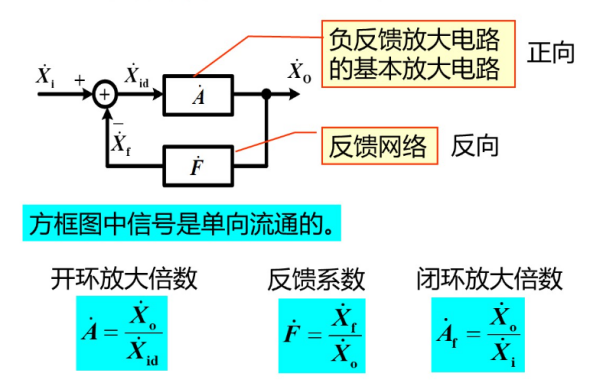 负反馈放大电路
的基本放大电路
正向
Ẋᵢ + + Ẋid Ȧ Ẋₒ
− Ẋf Ḟ
反馈网络 反向
方框图中信号是单向流通的。
开环放大倍数 反馈系数 闭环放大倍数
Ȧ = Ẋₒ / Ẋid Ḟ = Ẋf / Ẋₒ Ȧf = Ẋₒ / Ẋᵢ